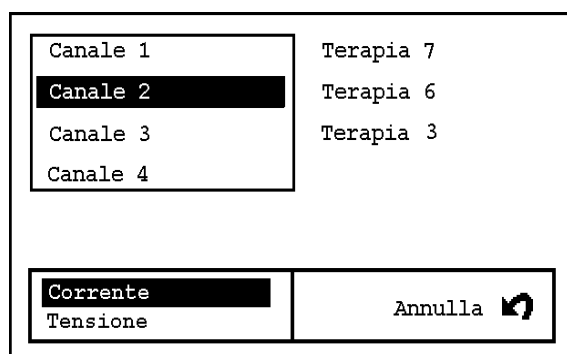 Canale 1 Terapia 7
Canale 2 Terapia 6
Canale 3 Terapia 3
Canale 4
Corrente
Tensione
Annulla